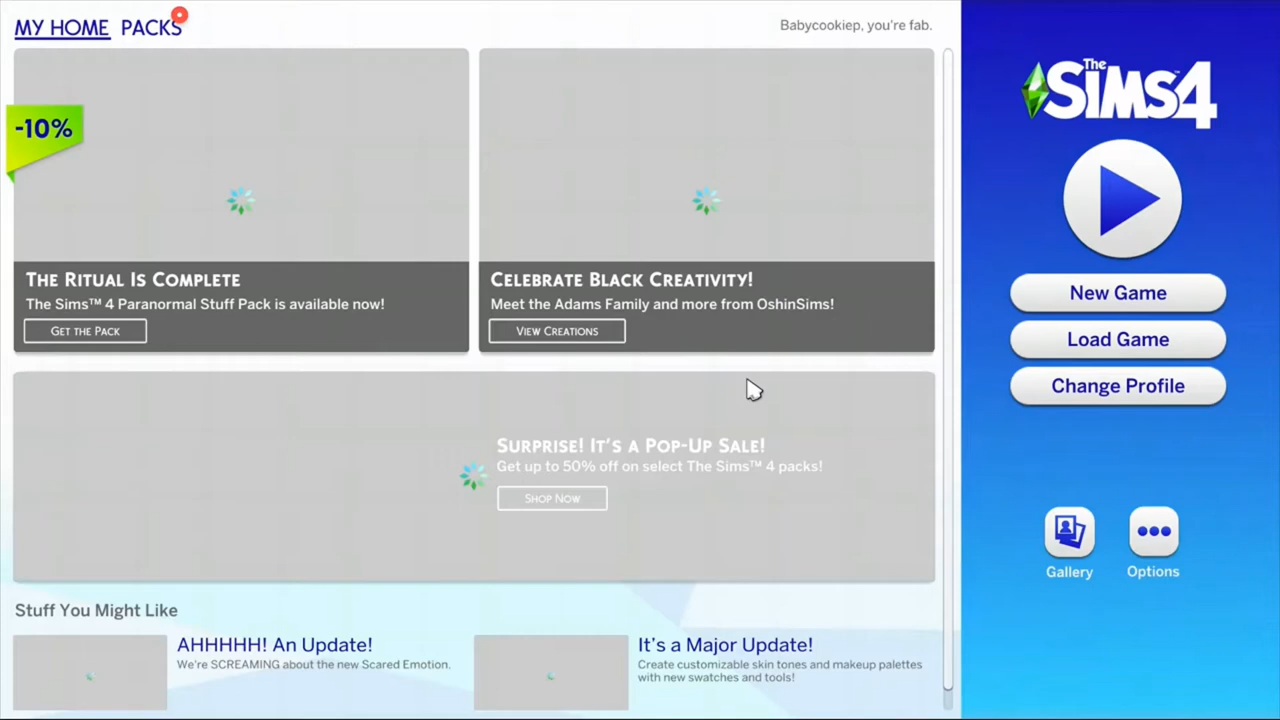 MY HOME PACKS
Babycookiep, you're fab.
-10%
THE RITUAL IS COMPLETE
The Sims™ 4 Paranormal Stuff Pack is available now!
GET THE PACK
CELEBRATE BLACK CREATIVITY!
Meet the Adams Family and more from OshinSims!
VIEW CREATIONS
SURPRISE! IT'S A POP-UP SALE!
Get up to 50% off on select The Sims™ 4 packs!
SHOP NOW
Stuff You Might Like
AHHHHH! An Update!
We're SCREAMING about the new Scared Emotion.
It's a Major Update!
Create customizable skin tones and makeup palettes
with new swatches and tools!
The
SIMS 4
New Game
Load Game
Change Profile
Gallery
Options